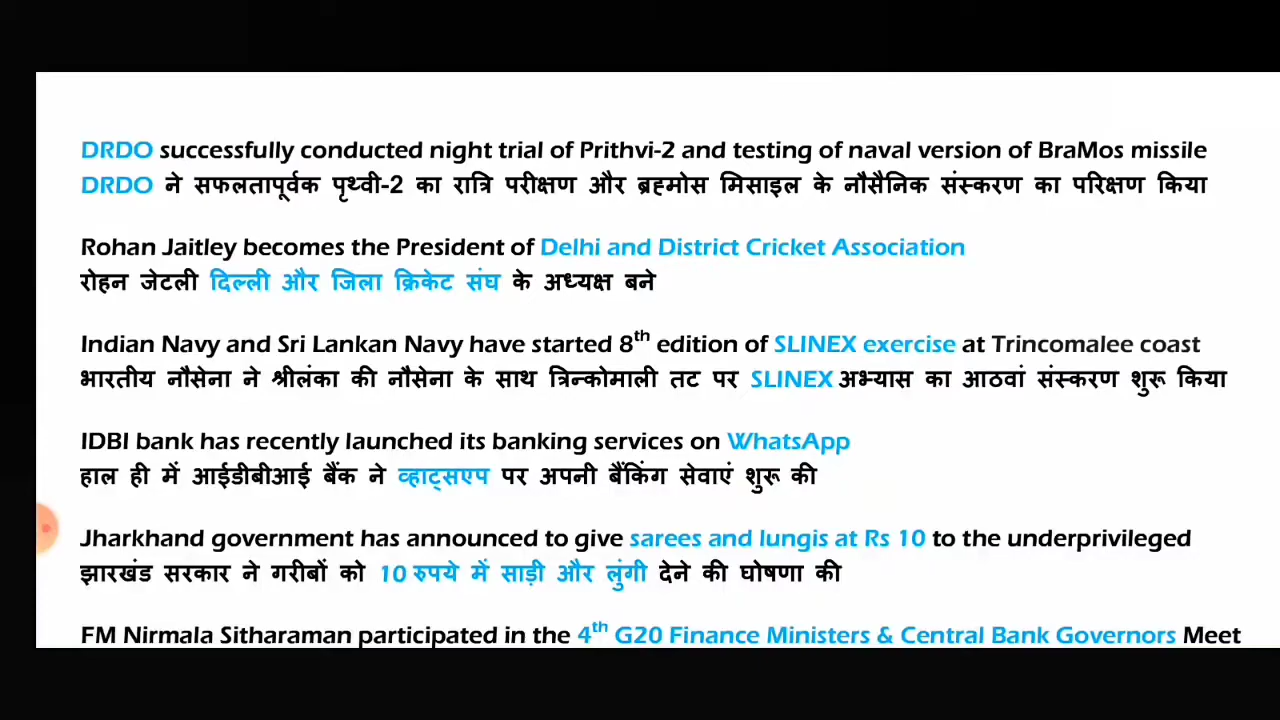 DRDO successfully conducted night trial of Prithvi-2 and testing of naval version of BraMos missile
DRDO ने सफलतापूर्वक पृथ्वी-2 का रात्रि परीक्षण और ब्रह्मोस मिसाइल के नौसैनिक संस्करण का परिक्षण किया
Rohan Jaitley becomes the President of Delhi and District Cricket Association
रोहन जेटली दिल्ली और जिला क्रिकेट संघ के अध्यक्ष बने
Indian Navy and Sri Lankan Navy have started 8th edition of SLINEX exercise at Trincomalee coast
भारतीय नौसेना ने श्रीलंका की नौसेना के साथ त्रिन्कोमाली तट पर SLINEX अभ्यास का आठवां संस्करण शुरू किया
IDBI bank has recently launched its banking services on WhatsApp
हाल ही में आईडीबीआई बैंक ने व्हाट्सएप पर अपनी बैंकिंग सेवाएं शुरू की
Jharkhand government has announced to give sarees and lungis at Rs 10 to the underprivileged
झारखंड सरकार ने गरीबों को 10 रुपये में साड़ी और लुंगी देने की घोषणा की
FM Nirmala Sitharaman participated in the 4th G20 Finance Ministers & Central Bank Governors Meet